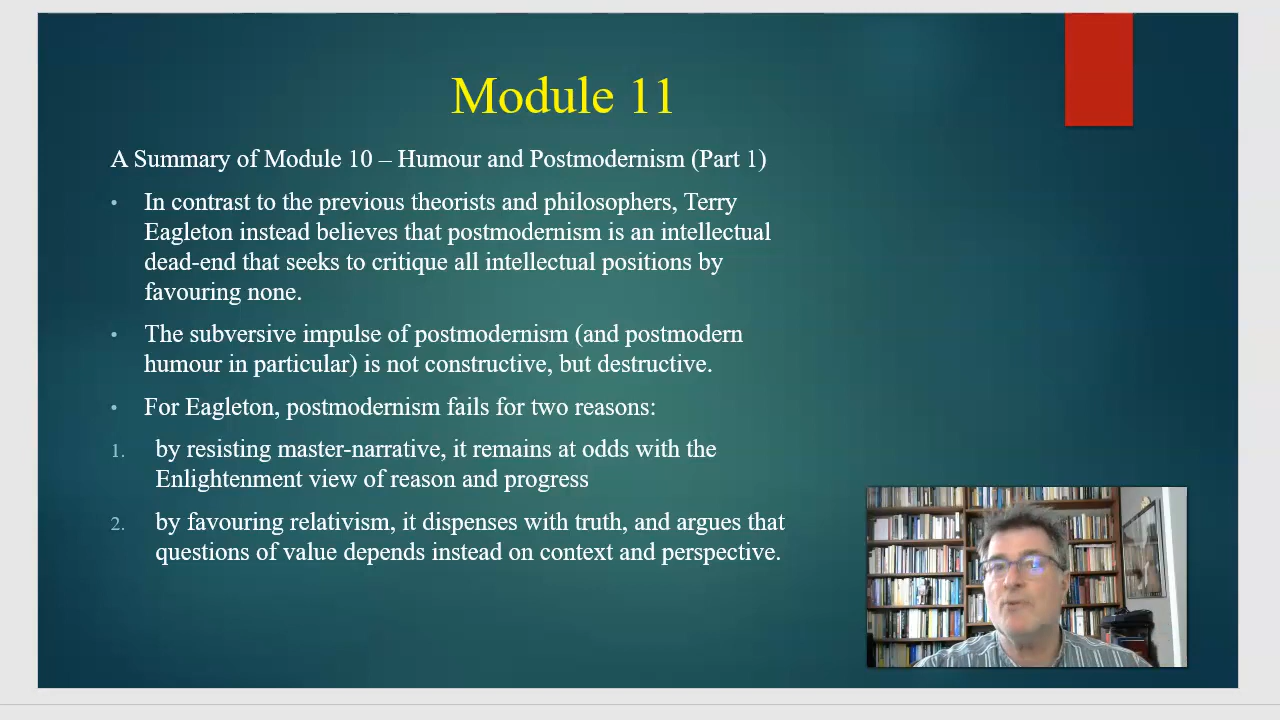 Module 11
A Summary of Module 10 – Humour and Postmodernism (Part 1)
• In contrast to the previous theorists and philosophers, Terry
Eagleton instead believes that postmodernism is an intellectual
dead-end that seeks to critique all intellectual positions by
favouring none.
• The subversive impulse of postmodernism (and postmodern
humour in particular) is not constructive, but destructive.
• For Eagleton, postmodernism fails for two reasons:
1. by resisting master-narrative, it remains at odds with the
Enlightenment view of reason and progress
2. by favouring relativism, it dispenses with truth, and argues that
questions of value depends instead on context and perspective.